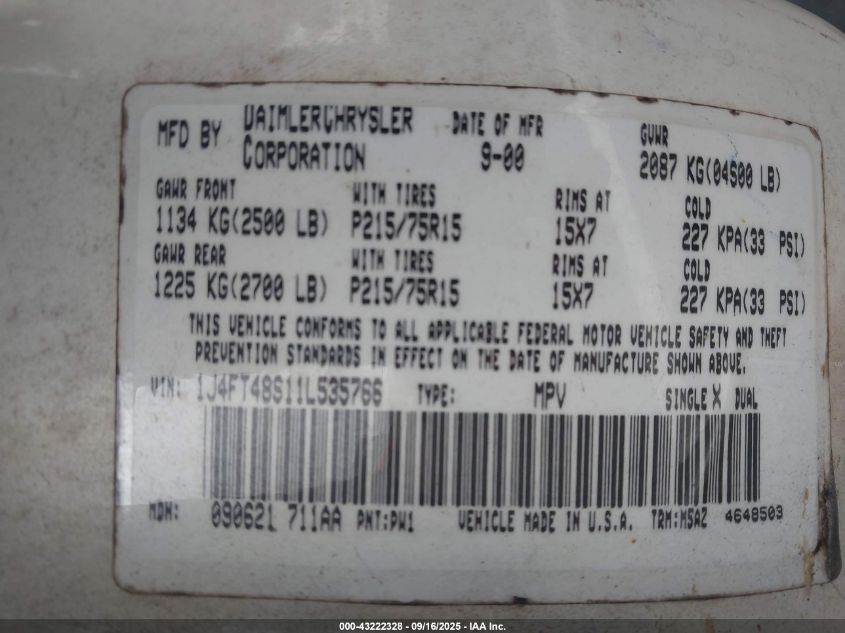 MFD BY DAIMLERCHRYSLER CORPORATION DATE OF MFR 9-00 GVWR 2087 KG(04600 LB)
GAWR FRONT WITH TIRES RIMS AT COLD
1134 KG(2500 LB) P215/75R15 15X7 227 KPA(33 PSI)
GAWR REAR WITH TIRES RIMS AT COLD
1225 KG(2700 LB) P215/75R15 15X7 227 KPA(33 PSI)
THIS VEHICLE CONFORMS TO ALL APPLICABLE FEDERAL MOTOR VEHICLE SAFETY AND THEFT
PREVENTION STANDARDS IN EFFECT ON THE DATE OF MANUFACTURE SHOWN ABOVE.
VIN: 1J4FT48S11L535766 TYPE: MPV SINGLE X DUAL
MDH: 090621 711AA PNT:PW1 VEHICLE MADE IN U.S.A. TRM:M5AZ 4648503
000-43222328 - 09/16/2025 - IAA Inc.